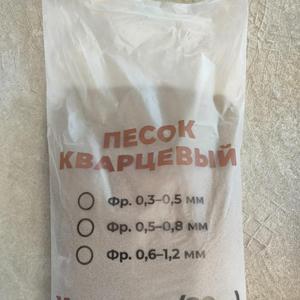 ПЕСОК
КВАРЦЕВЫЙ
Фр. 0,3–0,5 мм
Фр. 0,5–0,8 мм
Фр. 0,6–1,2 мм